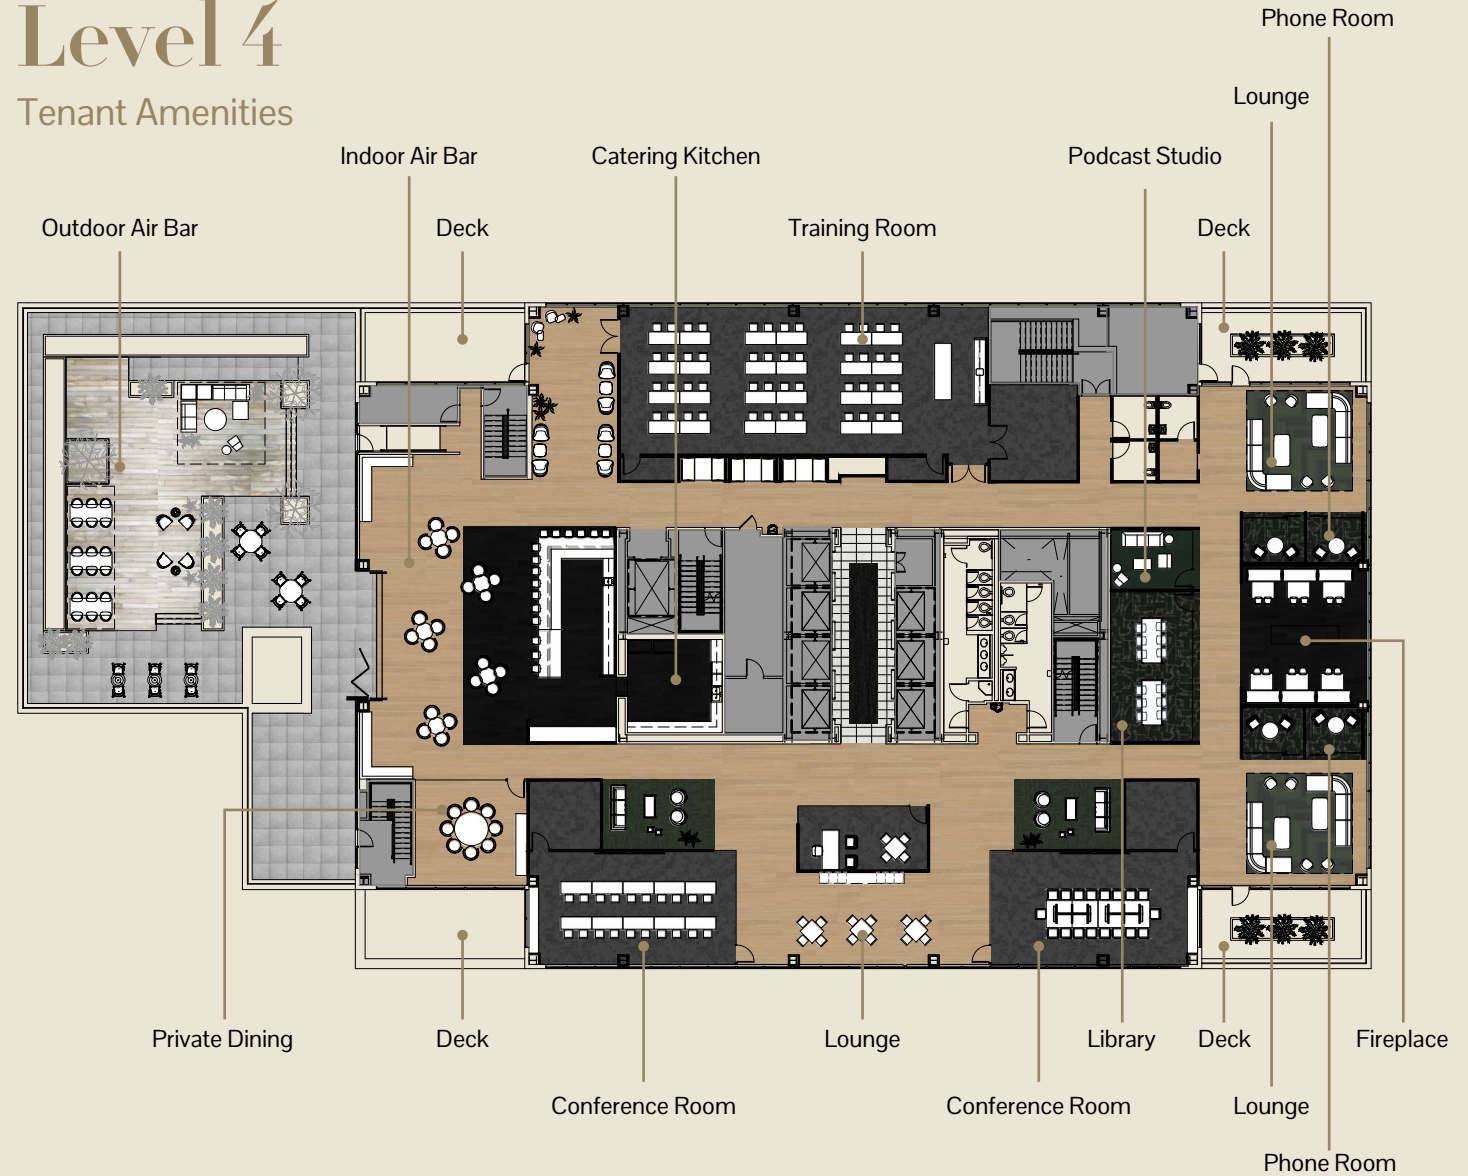 Level 4
Tenant Amenities
Phone Room
Lounge
Indoor Air Bar
Catering Kitchen
Podcast Studio
Outdoor Air Bar
Deck
Training Room
Deck
Private Dining
Deck
Lounge
Library
Deck
Fireplace
Conference Room
Conference Room
Lounge
Phone Room